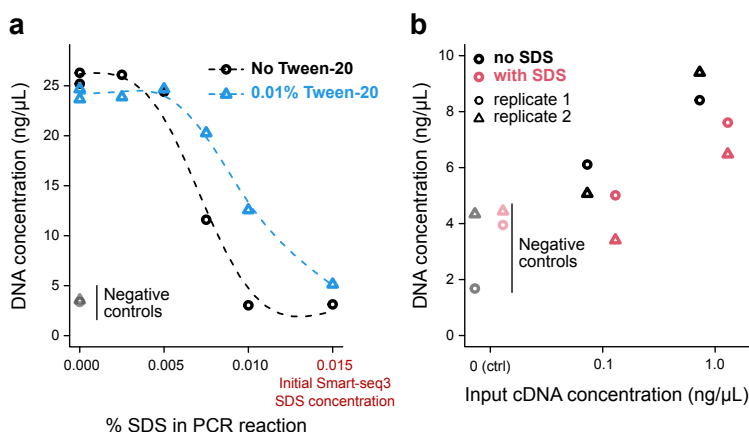 a
DNA concentration (ng/µL)
25
20
15
10
5
0
No Tween-20
0.01% Tween-20
Negative
controls
0.000
0.005
0.010
0.015
Initial Smart-seq3
SDS concentration
% SDS in PCR reaction
b
DNA concentration (ng/µL)
10
8
6
4
2
0
no SDS
with SDS
replicate 1
replicate 2
Negative
controls
0 (ctrl)
0.1
1.0
Input cDNA concentration (ng/µL)